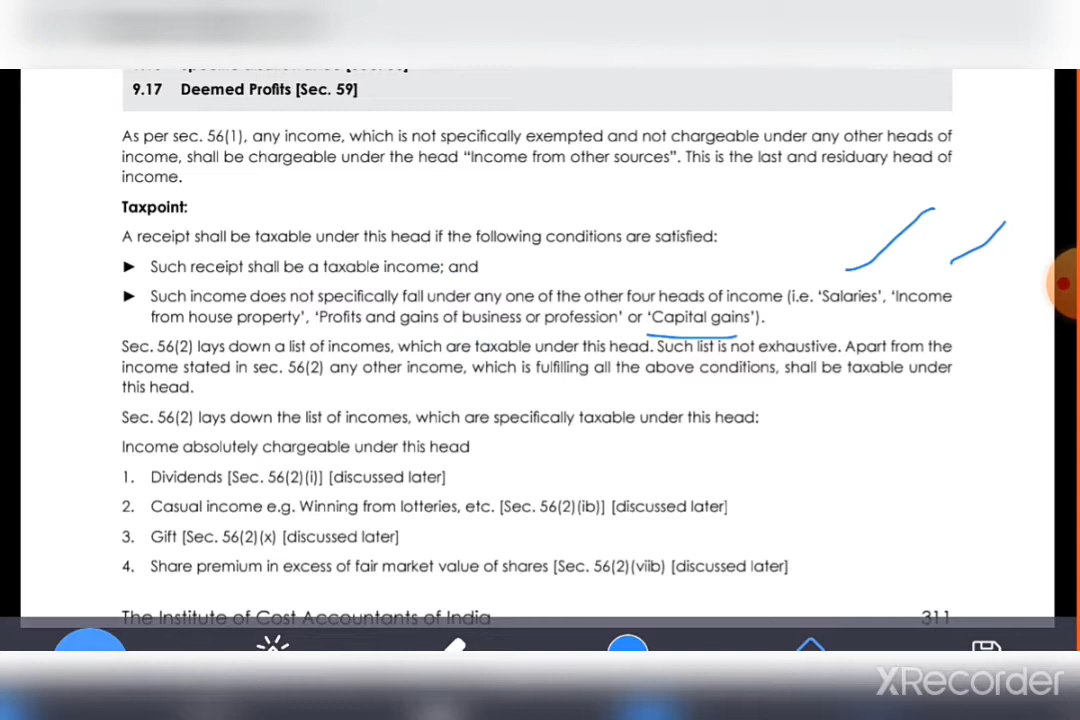 9.17 Deemed Profits [Sec. 59]
As per sec. 56(1), any income, which is not specifically exempted and not chargeable under any other heads of
income, shall be chargeable under the head “Income from other sources”. This is the last and residuary head of
income.
Taxpoint:
A receipt shall be taxable under this head if the following conditions are satisfied:
► Such receipt shall be a taxable income; and
► Such income does not specifically fall under any one of the other four heads of income (i.e. ‘Salaries’, ‘Income
from house property’, ‘Profits and gains of business or profession’ or ‘Capital gains’).
Sec. 56(2) lays down a list of incomes, which are taxable under this head. Such list is not exhaustive. Apart from the
income stated in sec. 56(2) any other income, which is fulfilling all the above conditions, shall be taxable under
this head.
Sec. 56(2) lays down the list of incomes, which are specifically taxable under this head:
Income absolutely chargeable under this head
1. Dividends [Sec. 56(2)(i)] [discussed later]
2. Casual income e.g. Winning from lotteries, etc. [Sec. 56(2)(ib)] [discussed later]
3. Gift [Sec. 56(2)(x) [discussed later]
4. Share premium in excess of fair market value of shares [Sec. 56(2)(viib) [discussed later]
The Institute of Cost Accountants of India 311
XRecorder